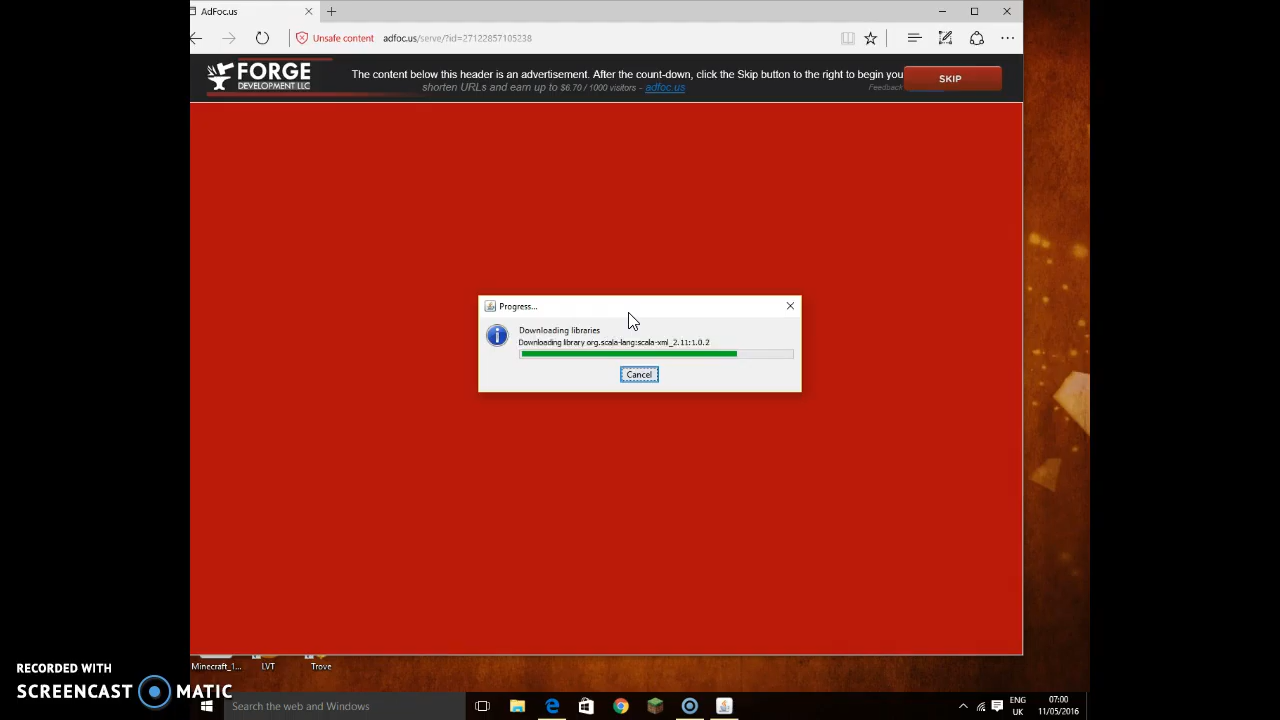 AdFoc.us
Unsafe content adfoc.us/serve/?id=27122857105238
FORGE
DEVELOPMENT LLC
The content below this header is an advertisement. After the count-down, click the Skip button to the right to begin you
shorten URLs and earn up to $6.70 / 1000 visitors - adfoc.us
Feedback
SKIP
Progress...
Downloading libraries
Downloading library org.scala-lang:scala-xml_2.11:1.0.2
Cancel
Minecraft_1... LVT Trove
RECORDED WITH
SCREENCAST MATIC
Search the web and Windows
ENG
UK
07:00
11/05/2016